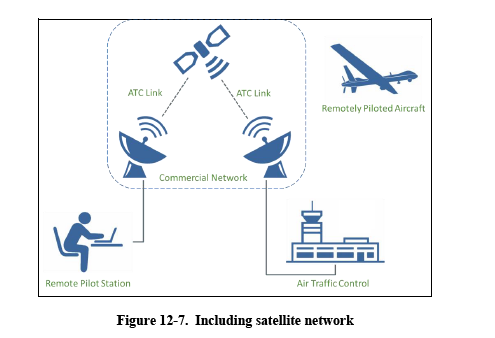 ATC Link
ATC Link
Remotely Piloted Aircraft
Commercial Network
Remote Pilot Station
Air Traffic Control
Figure 12-7. Including satellite network